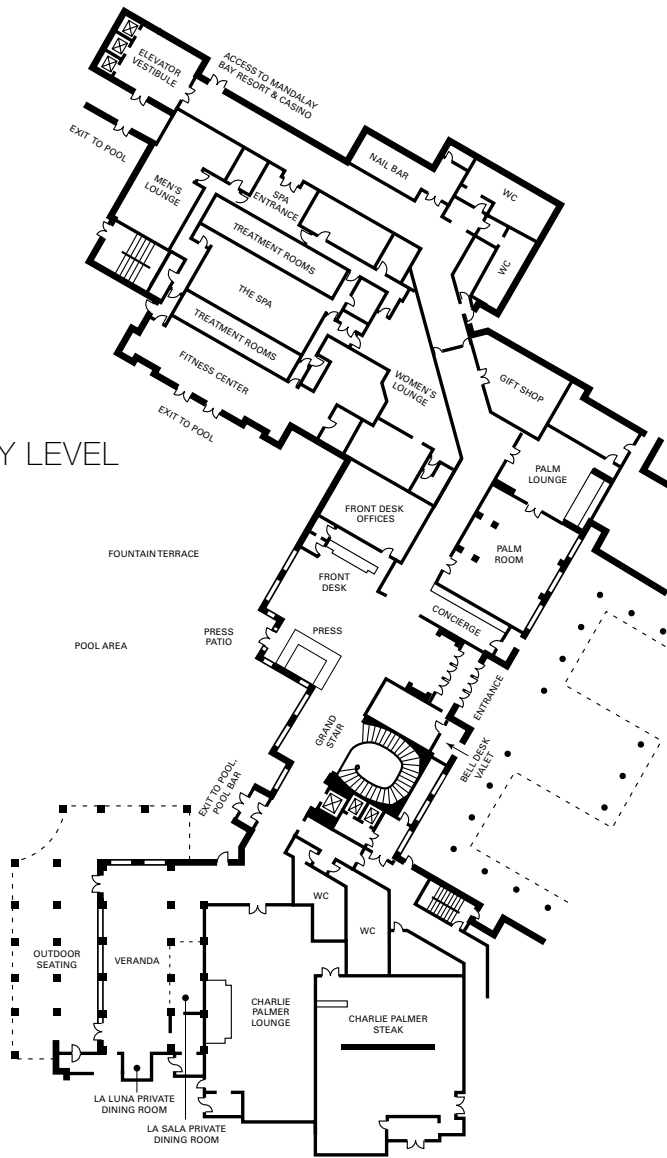 ELEVATOR
VESTIBULE
ACCESS TO MANDALAY
BAY RESORT & CASINO
EXIT TO POOL
NAIL BAR
WC
MEN'S
LOUNGE
SPA
ENTRANCE
TREATMENT ROOMS
WC
THE SPA
TREATMENT ROOMS
FITNESS CENTER
WOMEN'S
LOUNGE
GIFT SHOP
EXIT TO POOL
Y LEVEL
PALM
LOUNGE
FRONT DESK
OFFICES
FOUNTAIN TERRACE
PALM
ROOM
FRONT
DESK
CONCIERGE
PRESS
PATIO
PRESS
POOL AREA
ENTRANCE
GRAND
STAIR
BELL DESK
VALET
EXIT TO POOL,
POOL BAR
WC
WC
OUTDOOR
SEATING
VERANDA
CHARLIE
PALMER
LOUNGE
CHARLIE PALMER
STEAK
LA LUNA PRIVATE
DINING ROOM
LA SALA PRIVATE
DINING ROOM